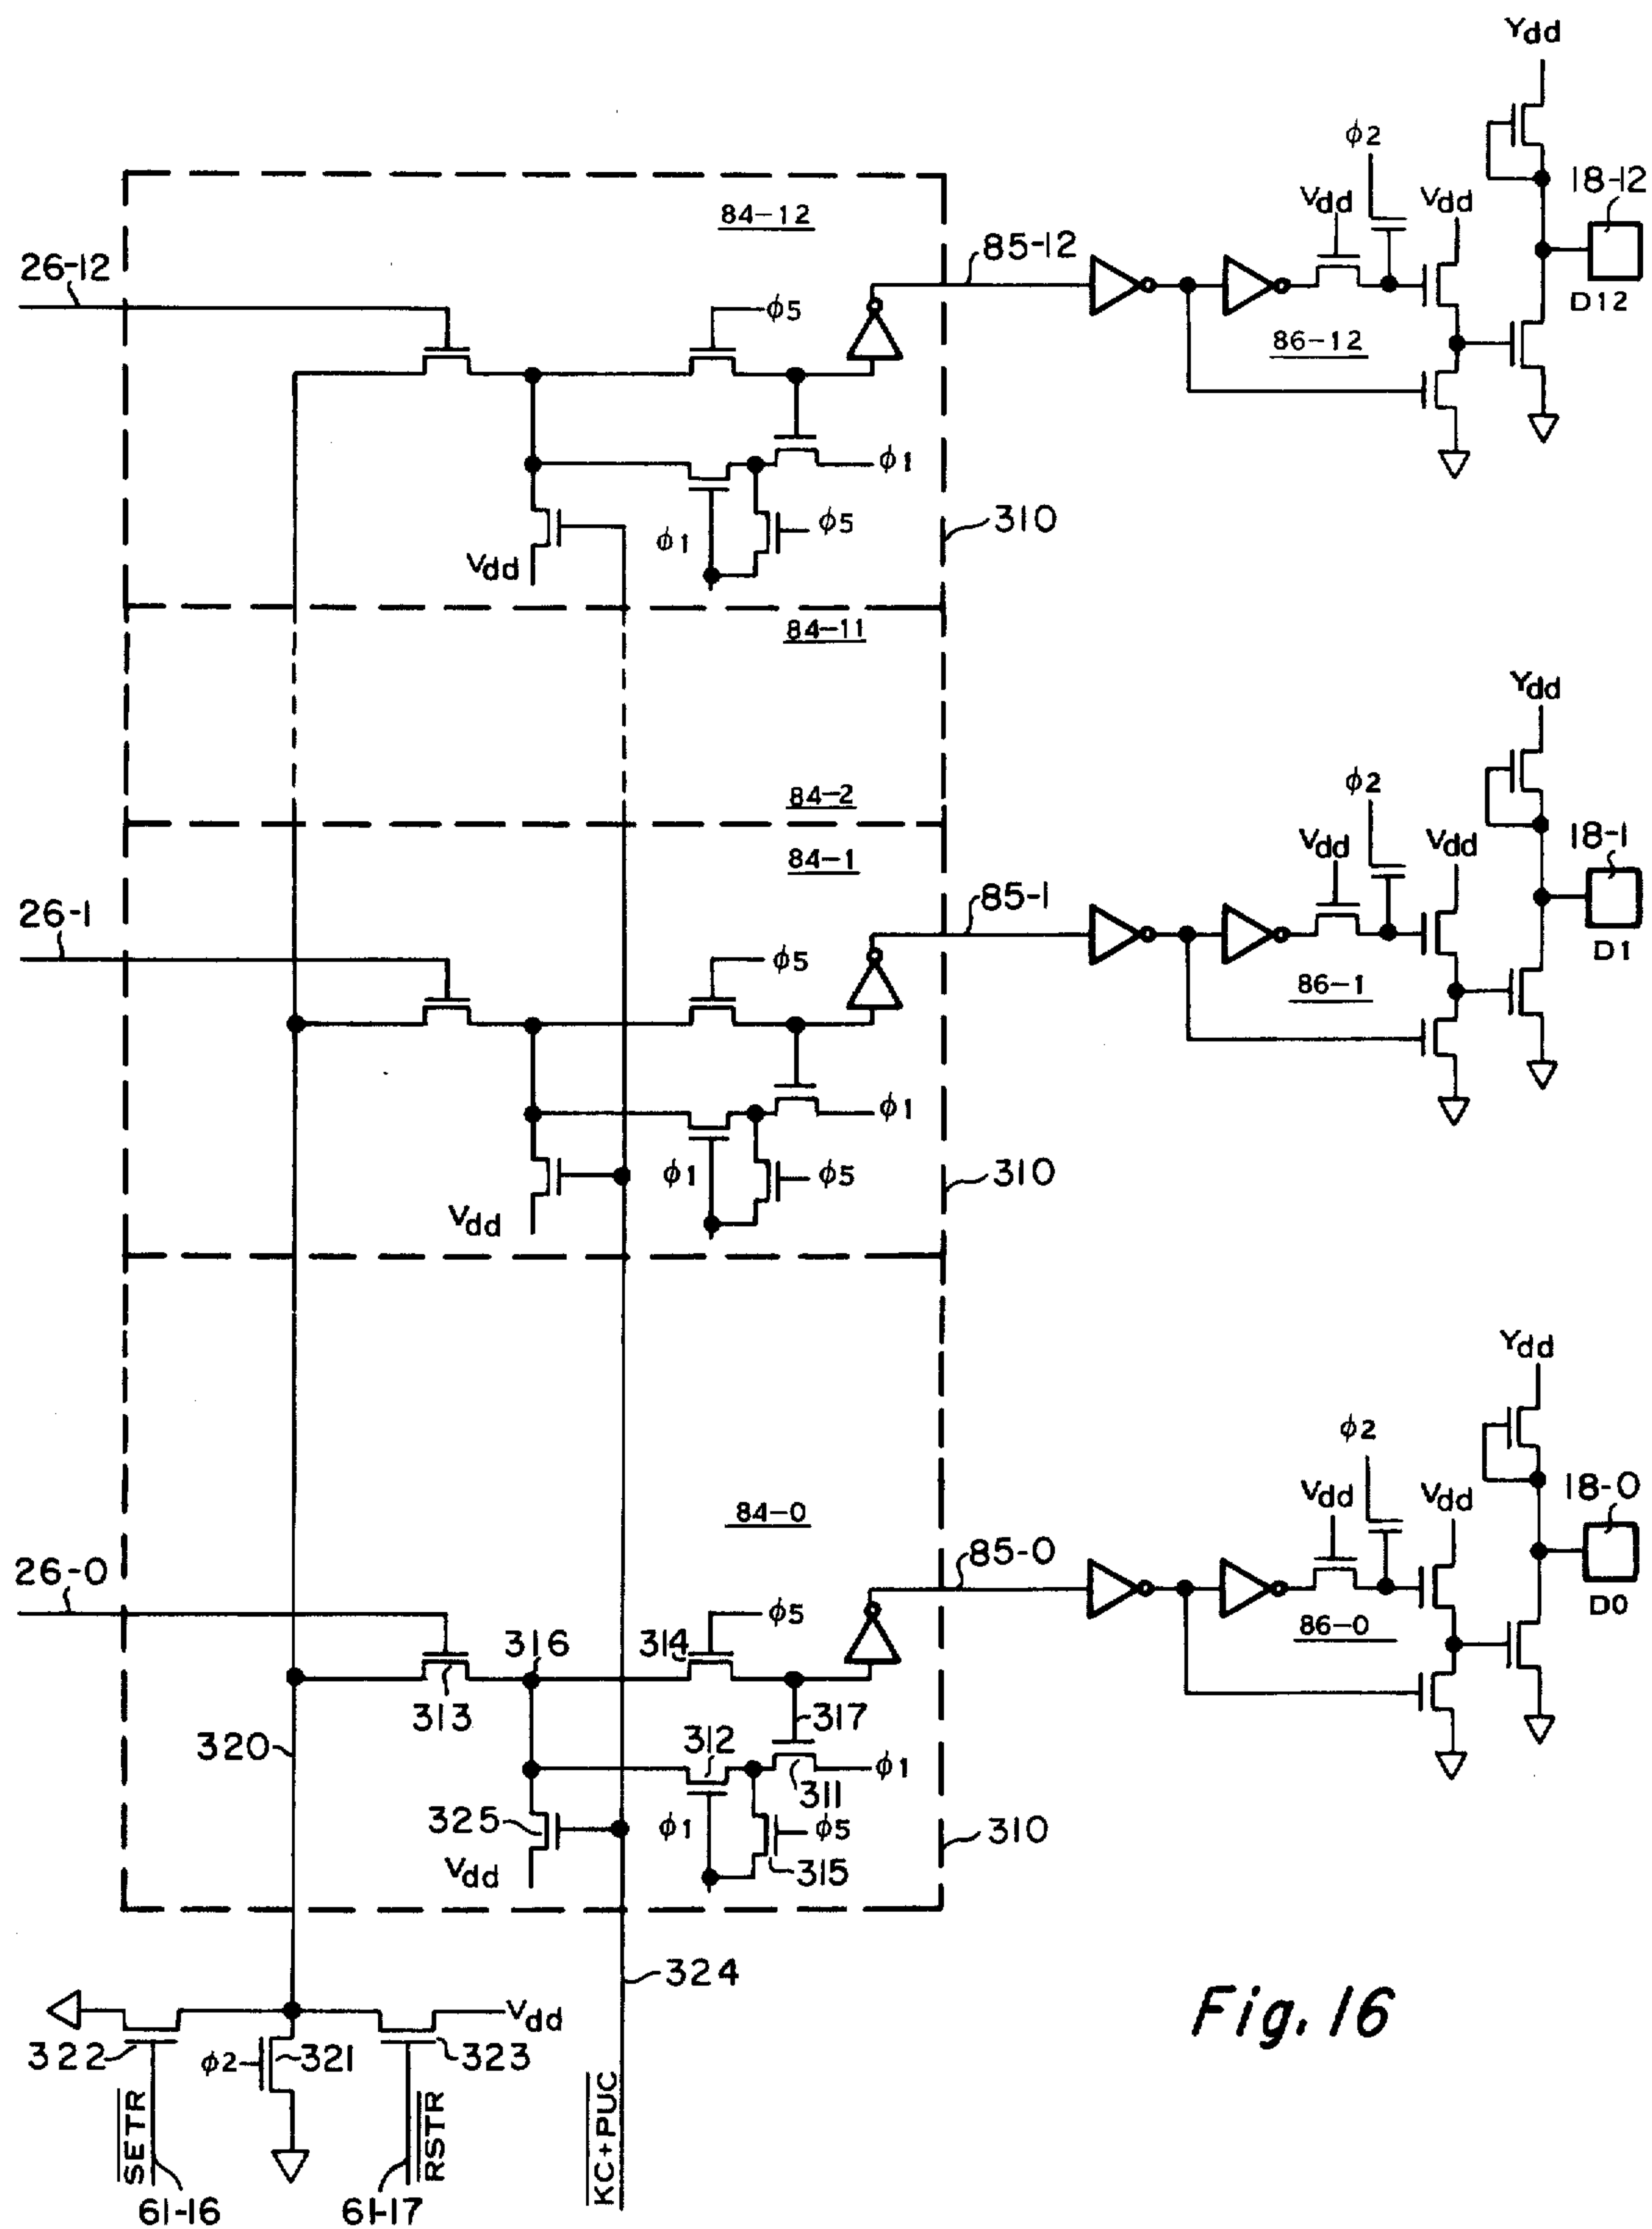 Ydd
ϕ2
84-12
Vdd
Vdd
18-12
26-12
85-12
ϕ5
D12
86-12
ϕ1
310
ϕ1
ϕ5
Vdd
84-11
Ydd
84-2
ϕ2
84-1
Vdd
Vdd
18-1
26-1
85-1
ϕ5
D1
86-1
ϕ1
ϕ1
ϕ5
310
Vdd
Ydd
ϕ2
84-0
Vdd
Vdd
18-0
26-0
85-0
ϕ5
D0
86-0
316
314
313
317
320
312
ϕ1
311
325
ϕ1
ϕ5
310
Vdd
315
324
Vdd
Fig. 16
322
ϕ2
321
323
SETR
RSTR
KC+PUC
61-16
61-17